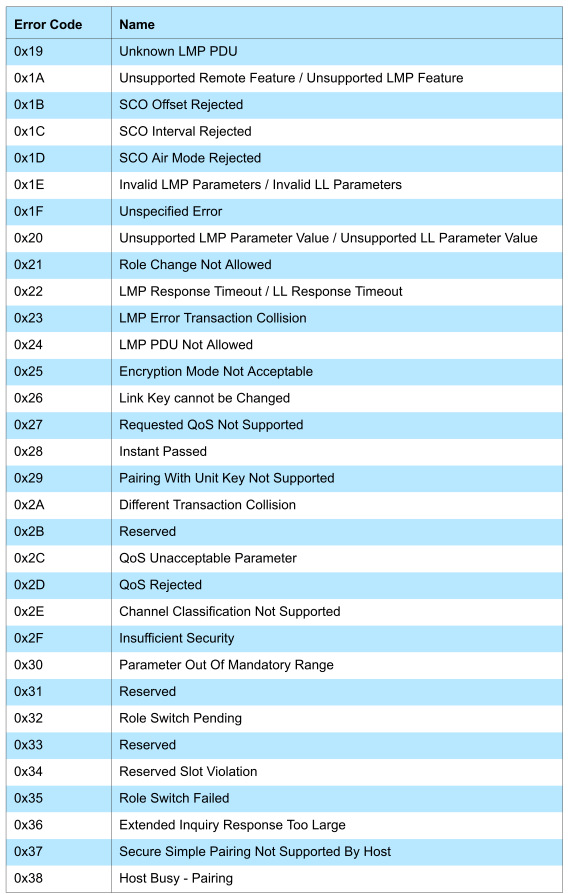 Error Code Name
0x19 Unknown LMP PDU
0x1A Unsupported Remote Feature / Unsupported LMP Feature
0x1B SCO Offset Rejected
0x1C SCO Interval Rejected
0x1D SCO Air Mode Rejected
0x1E Invalid LMP Parameters / Invalid LL Parameters
0x1F Unspecified Error
0x20 Unsupported LMP Parameter Value / Unsupported LL Parameter Value
0x21 Role Change Not Allowed
0x22 LMP Response Timeout / LL Response Timeout
0x23 LMP Error Transaction Collision
0x24 LMP PDU Not Allowed
0x25 Encryption Mode Not Acceptable
0x26 Link Key cannot be Changed
0x27 Requested QoS Not Supported
0x28 Instant Passed
0x29 Pairing With Unit Key Not Supported
0x2A Different Transaction Collision
0x2B Reserved
0x2C QoS Unacceptable Parameter
0x2D QoS Rejected
0x2E Channel Classification Not Supported
0x2F Insufficient Security
0x30 Parameter Out Of Mandatory Range
0x31 Reserved
0x32 Role Switch Pending
0x33 Reserved
0x34 Reserved Slot Violation
0x35 Role Switch Failed
0x36 Extended Inquiry Response Too Large
0x37 Secure Simple Pairing Not Supported By Host
0x38 Host Busy - Pairing